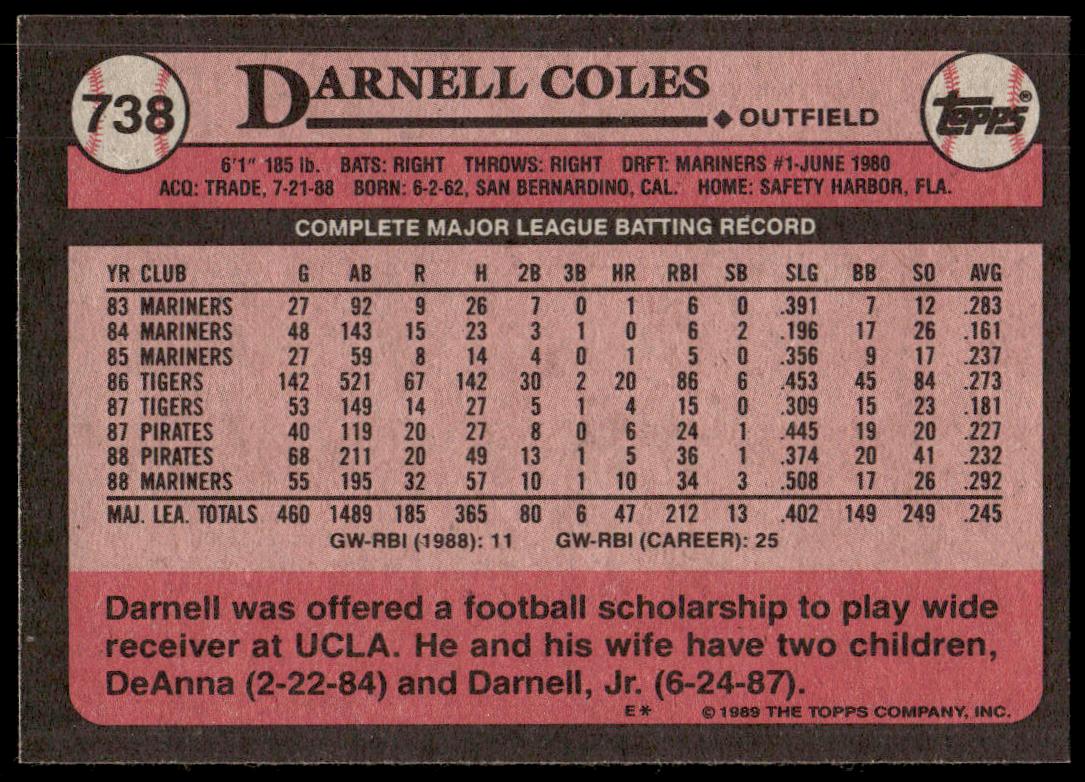 738 DARNELL COLES topps®
◆ OUTFIELD
6'1" 185 lb. BATS: RIGHT THROWS: RIGHT DRFT: MARINERS #1-JUNE 1980
ACQ: TRADE, 7-21-88 BORN: 6-2-62, SAN BERNARDINO, CAL. HOME: SAFETY HARBOR, FLA.
COMPLETE MAJOR LEAGUE BATTING RECORD
YR CLUB G AB R H 2B 3B HR RBI SB SLG BB SO AVG
83 MARINERS 27 92 9 26 7 0 1 6 0 .391 7 12 .283
84 MARINERS 48 143 15 23 3 1 0 6 2 .196 17 26 .161
85 MARINERS 27 59 8 14 4 0 1 5 0 .356 9 17 .237
86 TIGERS 142 521 67 142 30 2 20 86 6 .453 45 84 .273
87 TIGERS 53 149 14 27 5 1 4 15 0 .309 15 23 .181
87 PIRATES 40 119 20 27 8 0 6 24 1 .445 19 20 .227
88 PIRATES 68 211 20 49 13 1 5 36 1 .374 20 41 .232
88 MARINERS 55 195 32 57 10 1 10 34 3 .508 17 26 .292
MAJ. LEA. TOTALS 460 1489 185 365 80 6 47 212 13 .402 149 249 .245
GW-RBI (1988): 11 GW-RBI (CAREER): 25
Darnell was offered a football scholarship to play wide
receiver at UCLA. He and his wife have two children,
DeAnna (2-22-84) and Darnell, Jr. (6-24-87).
E* © 1989 THE TOPPS COMPANY, INC.